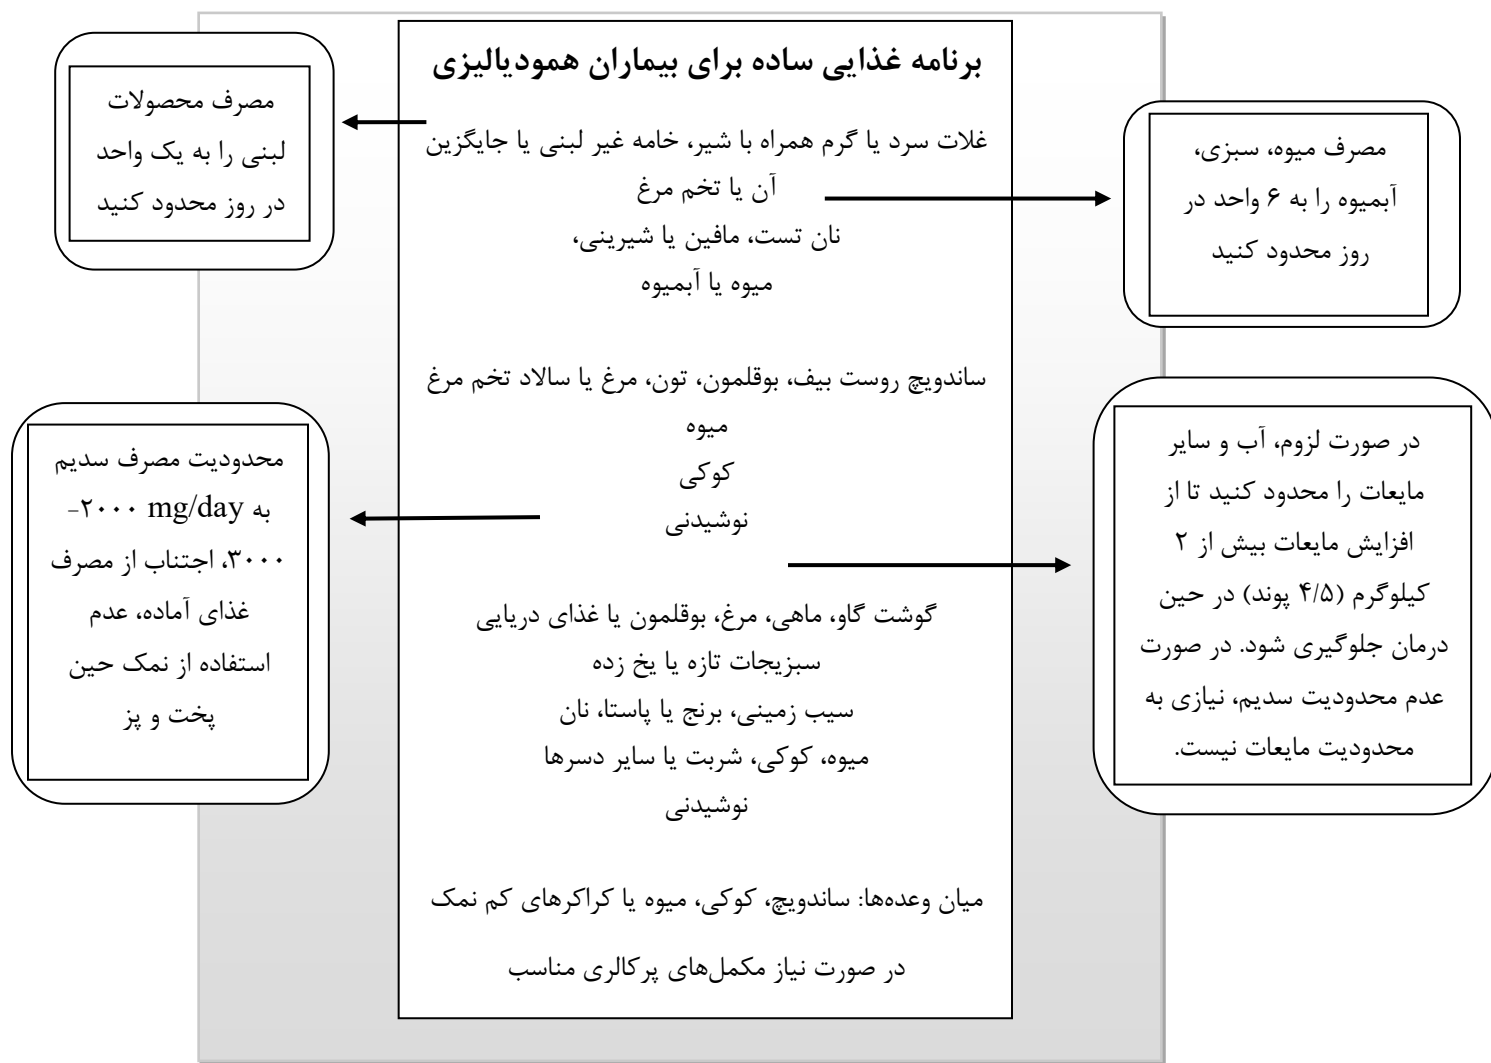 برنامه غذایی ساده برای بیماران همودیالیزی
غلات سرد یا گرم همراه با شیر، خامه غیر لبنی یا جایگزین
آن یا تخم مرغ
نان تست، مافین یا شیرینی،
میوه یا آبمیوه
ساندویچ روست بیف، بوقلمون، تون، مرغ یا سالاد تخم مرغ
میوه
کوکی
نوشیدنی
گوشت گاو، ماهی، مرغ، بوقلمون یا غذای دریایی
سبزیجات تازه یا یخ زده
سیب زمینی، برنج یا پاستا، نان
میوه، کوکی، شربت یا سایر دسرها
نوشیدنی
میان وعده‌ها: ساندویچ، کوکی، میوه یا کراکرهای کم نمک
در صورت نیاز مکمل‌های پرکالری مناسب
مصرف میوه، سبزی،
آبمیوه را به ۶ واحد در
روز محدود کنید
در صورت لزوم، آب و سایر
مایعات را محدود کنید تا از
افزایش مایعات بیش از ۲
کیلوگرم (۴/۵ پوند) در حین
درمان جلوگیری شود. در صورت
عدم محدودیت سدیم، نیازی به
محدودیت مایعات نیست.
مصرف محصولات
لبنی را به یک واحد
در روز محدود کنید
محدودیت مصرف سدیم
به mg/day ۲۰۰۰-
۳۰۰۰، اجتناب از مصرف
غذای آماده، عدم
استفاده از نمک حین
پخت و پز